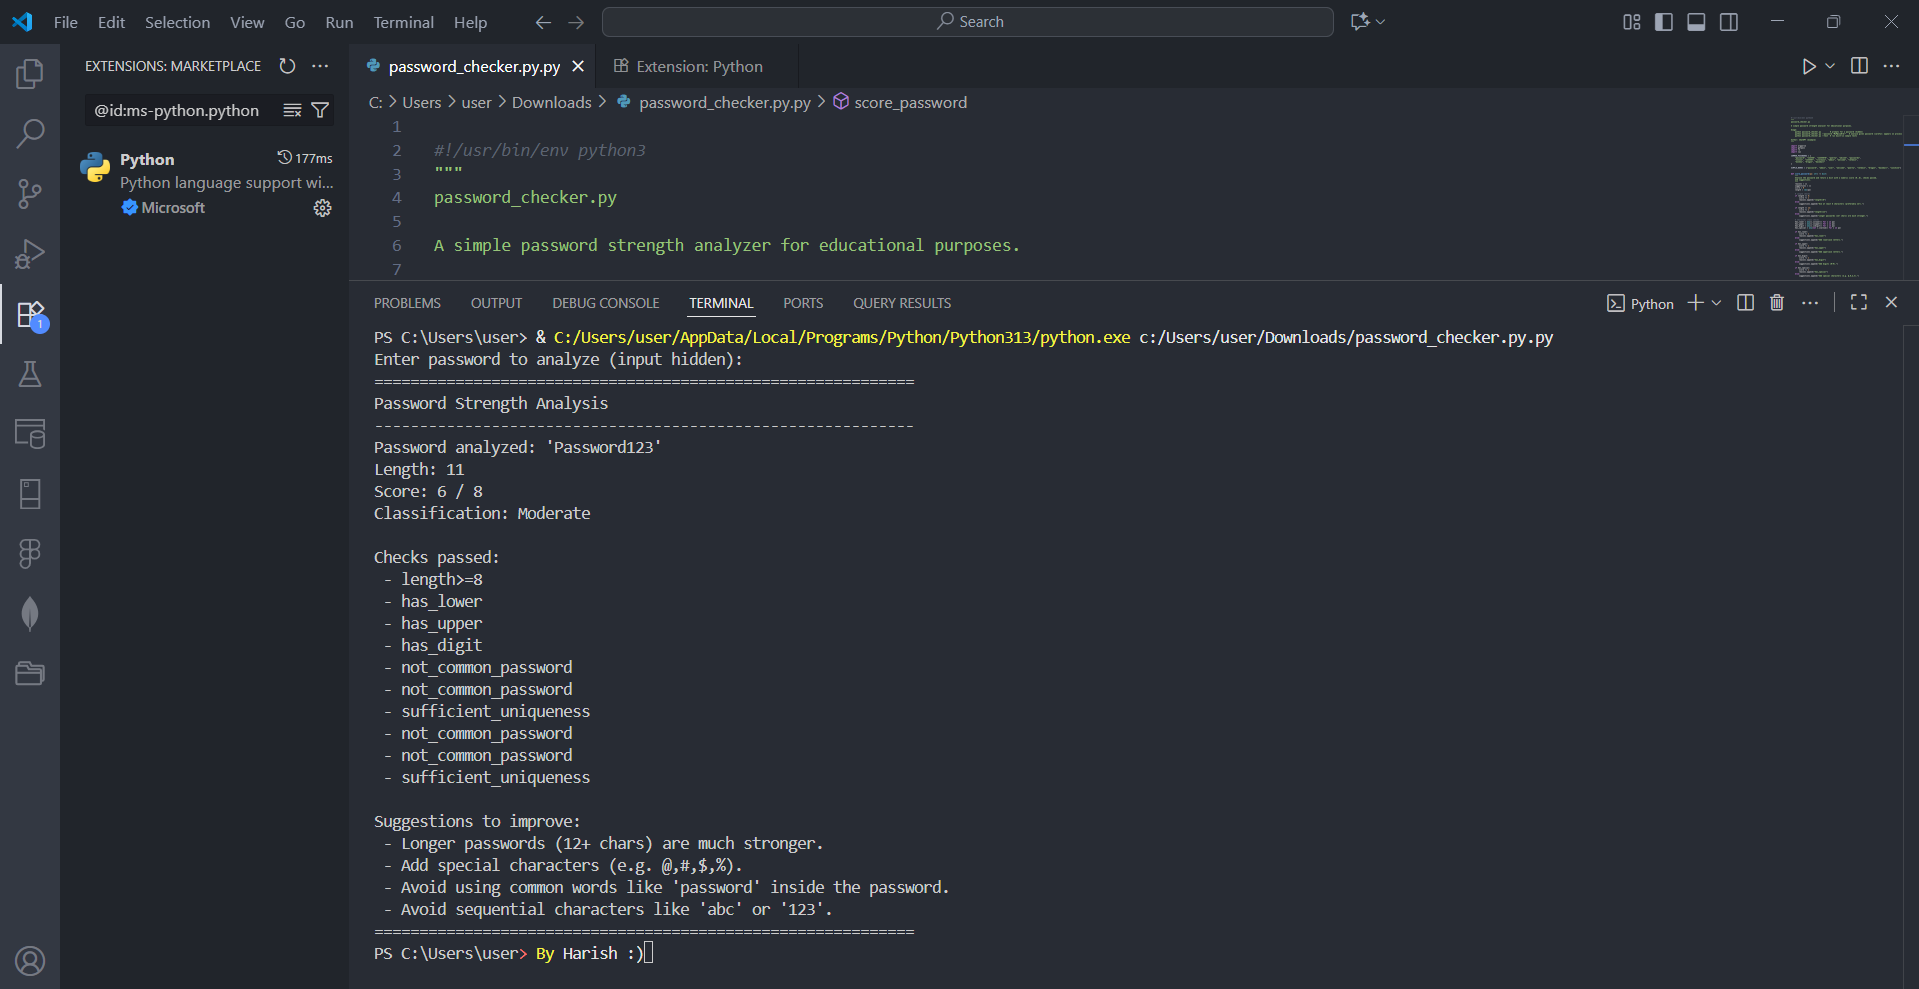 File Edit Selection View Go Run Terminal Help
Search
EXTENSIONS: MARKETPLACE
@id:ms-python.python
Python
177ms
Python language support wi...
Microsoft
1
password_checker.py.py
Extension: Python
C: > Users > user > Downloads > password_checker.py.py > score_password
1
2 #!/usr/bin/env python3
3 """
4 password_checker.py
5
6 A simple password strength analyzer for educational purposes.
7
PROBLEMS OUTPUT DEBUG CONSOLE TERMINAL PORTS QUERY RESULTS
Python
PS C:\Users\user> & C:/Users/user/AppData/Local/Programs/Python/Python313/python.exe c:/Users/user/Downloads/password_checker.py.py
Enter password to analyze (input hidden):
============================================================
Password Strength Analysis
------------------------------------------------------------
Password analyzed: 'Password123'
Length: 11
Score: 6 / 8
Classification: Moderate
Checks passed:
- length>=8
- has_lower
- has_upper
- has_digit
- not_common_password
- not_common_password
- sufficient_uniqueness
- not_common_password
- not_common_password
- sufficient_uniqueness
Suggestions to improve:
- Longer passwords (12+ chars) are much stronger.
- Add special characters (e.g. @,#,$,%).
- Avoid using common words like 'password' inside the password.
- Avoid sequential characters like 'abc' or '123'.
============================================================
PS C:\Users\user> By Harish :)